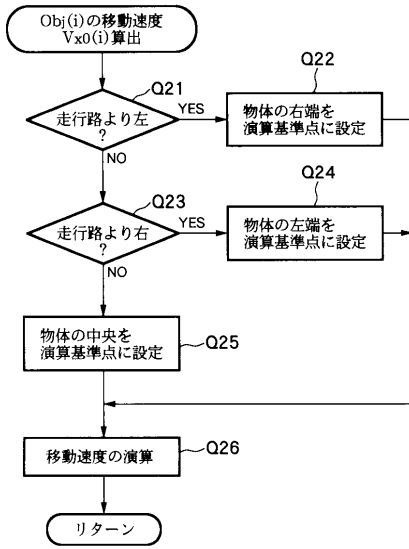 Obj(i)の移動速度
Vx0(i)算出
Q21
走行路より左
?
YES
NO
Q22
物体の右端を
演算基準点に設定
Q23
走行路より右
?
YES
NO
Q24
物体の左端を
演算基準点に設定
物体の中央を
演算基準点に設定
Q25
移動速度の演算
Q26
リターン